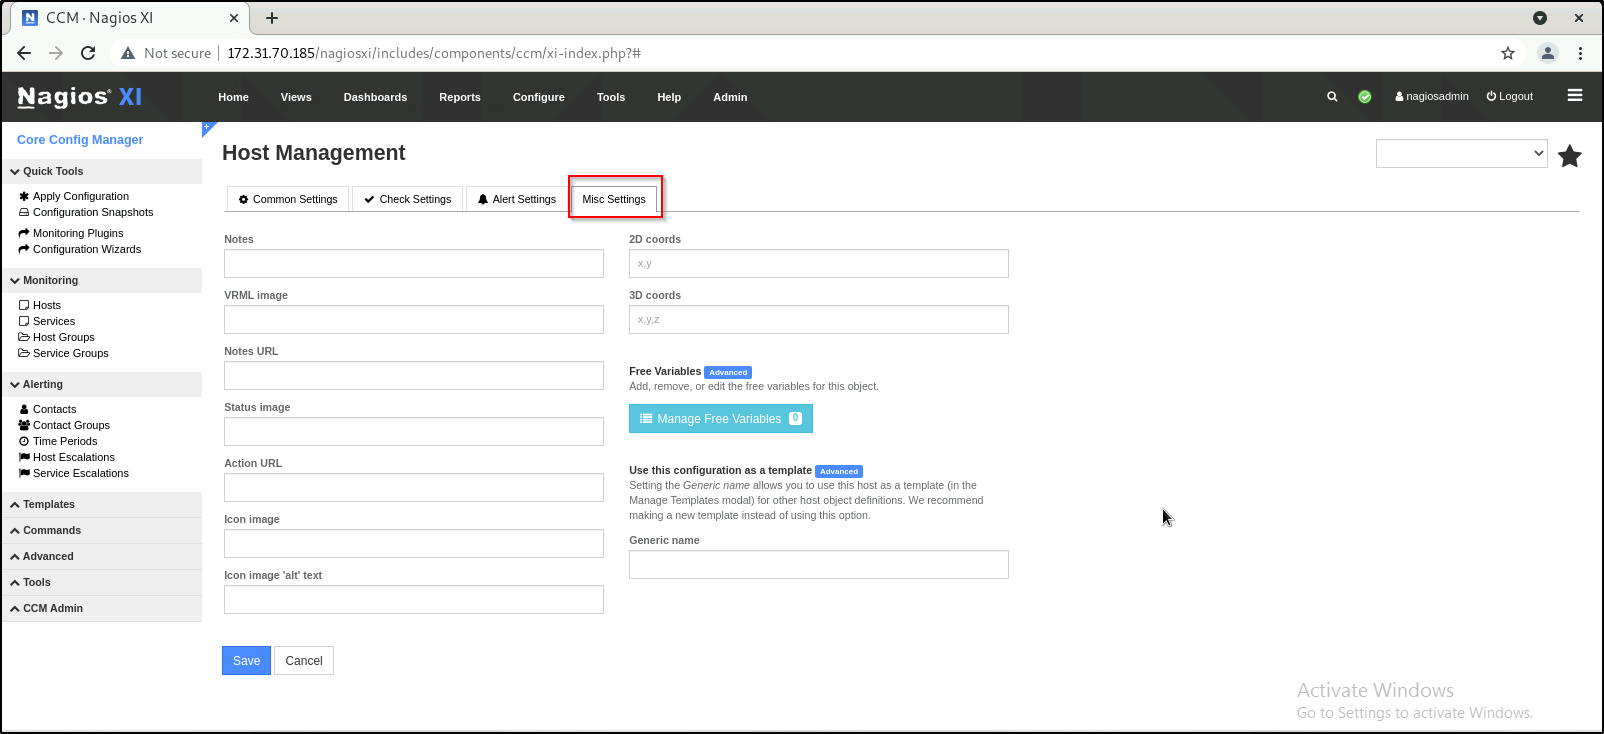 CCM · Nagios XI
Not secure 172.31.70.185/nagiosxi/includes/components/ccm/xi-index.php?#
Nagios® XI Home Views Dashboards Reports Configure Tools Help Admin nagiosadmin Logout
Core Config Manager
Quick Tools
Apply Configuration
Configuration Snapshots
Monitoring Plugins
Configuration Wizards
Monitoring
Hosts
Services
Host Groups
Service Groups
Alerting
Contacts
Contact Groups
Time Periods
Host Escalations
Service Escalations
Templates
Commands
Advanced
Tools
CCM Admin
Host Management
Common Settings Check Settings Alert Settings Misc Settings
Notes
VRML image
Notes URL
Status image
Action URL
Icon image
Icon image 'alt' text
2D coords
x,y
3D coords
x,y,z
Free Variables Advanced
Add, remove, or edit the free variables for this object.
Manage Free Variables 0
Use this configuration as a template Advanced
Setting the Generic name allows you to use this host as a template (in the
Manage Templates modal) for other host object definitions. We recommend
making a new template instead of using this option.
Generic name
Save Cancel
Activate Windows
Go to Settings to activate Windows.